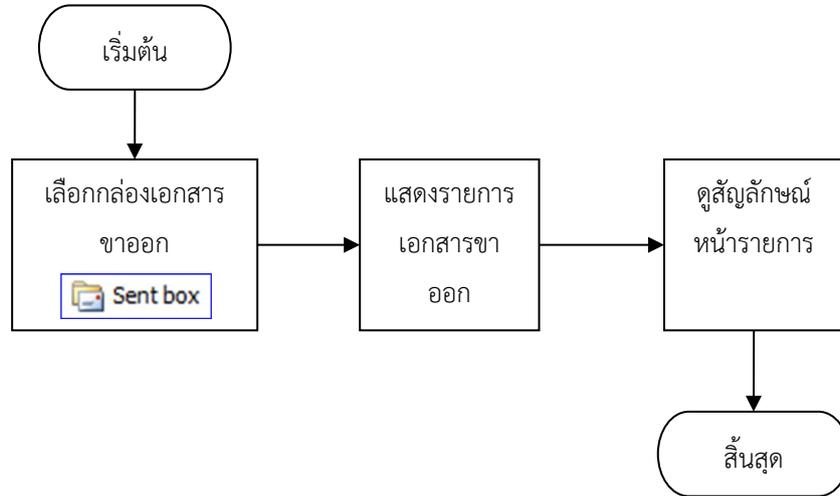 เริ่มต้น
เลือกกล่องเอกสาร
ขาออก
Sent box
แสดงรายการ
เอกสารขา
ออก
ดูสัญลักษณ์
หน้ารายการ
สิ้นสุด